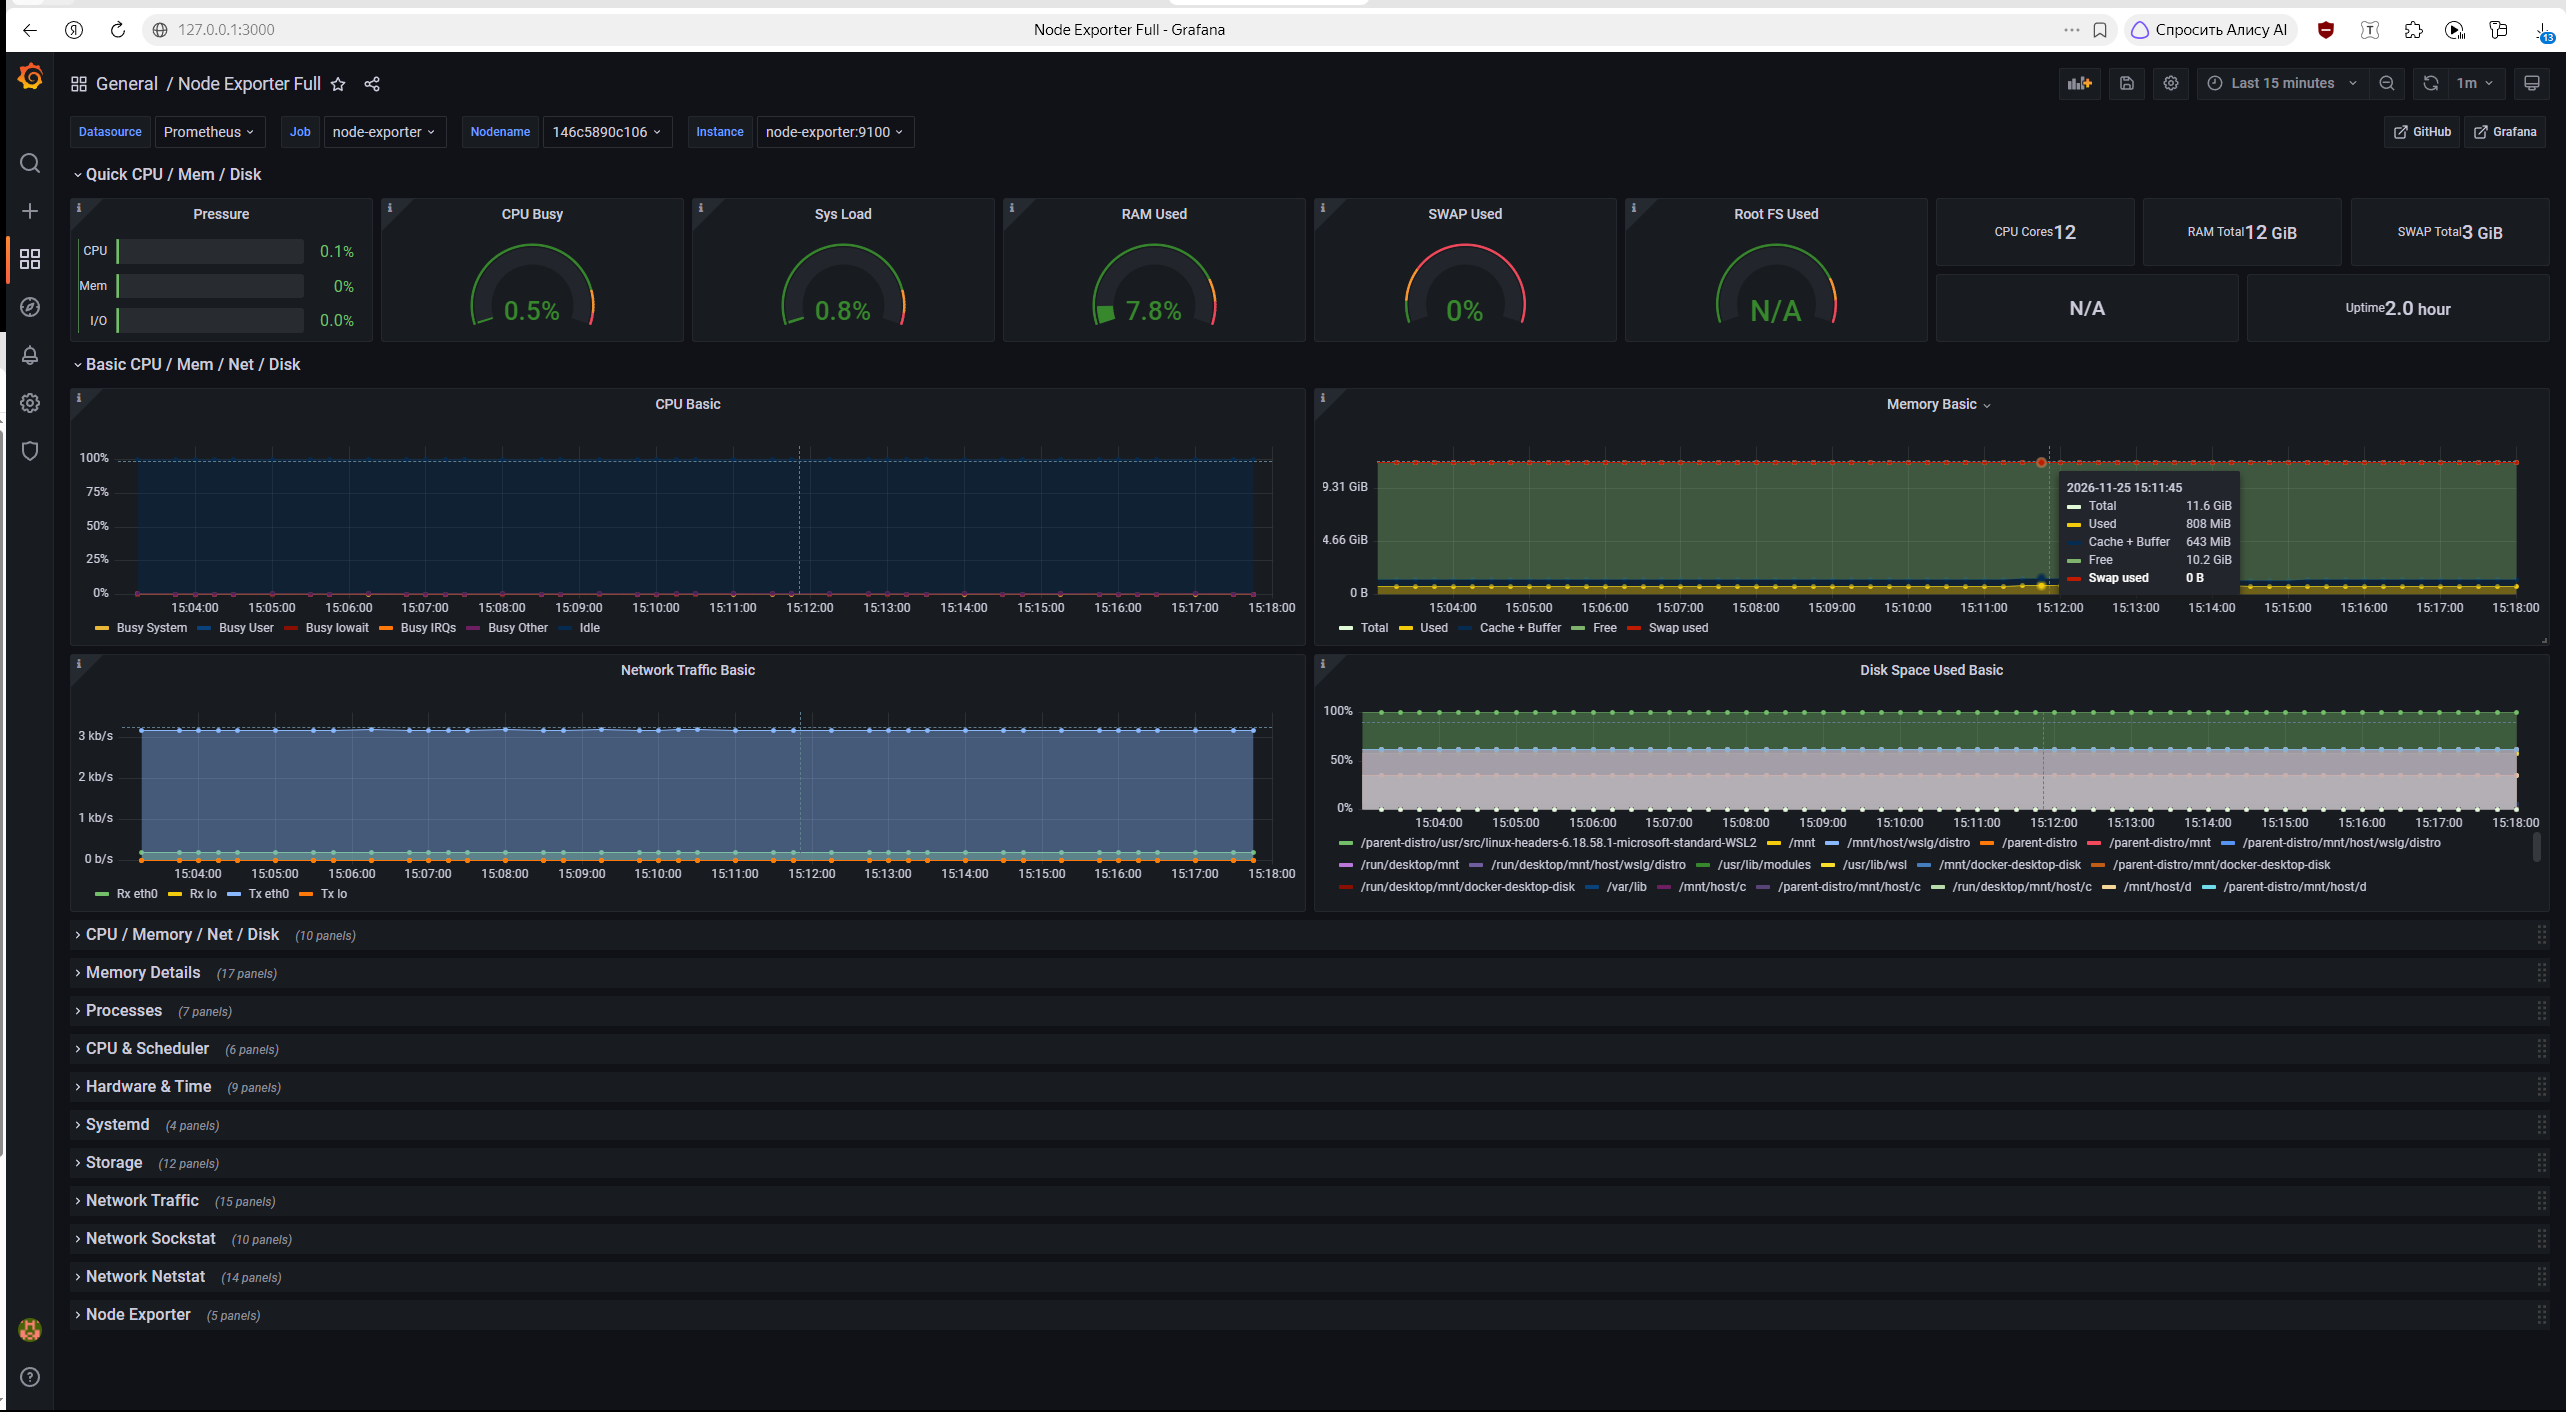 127.0.0.1:3000 Node Exporter Full - Grafana Спросить Алису AI 13
General / Node Exporter Full Last 15 minutes 1m
Datasource Prometheus Job node-exporter Nodename 146c5890c106 Instance node-exporter:9100 GitHub Grafana
Quick CPU / Mem / Disk
Pressure
CPU 0.1%
Mem 0%
I/O 0.0%
CPU Busy
0.5%
Sys Load
0.8%
RAM Used
7.8%
SWAP Used
0%
Root FS Used
N/A
CPU Cores 12
RAM Total 12 GiB
SWAP Total 3 GiB
N/A
Uptime 2.0 hour
Basic CPU / Mem / Net / Disk
CPU Basic
100%
75%
50%
25%
0%
15:04:00 15:05:00 15:06:00 15:07:00 15:08:00 15:09:00 15:10:00 15:11:00 15:12:00 15:13:00 15:14:00 15:15:00 15:16:00 15:17:00 15:18:00
Busy System Busy User Busy Iowait Busy IRQs Busy Other Idle
Memory Basic
9.31 GiB
4.66 GiB
0 B
2026-11-25 15:11:45
Total 11.6 GiB
Used 808 MiB
Cache + Buffer 643 MiB
Free 10.2 GiB
Swap used 0 B
15:04:00 15:05:00 15:06:00 15:07:00 15:08:00 15:09:00 15:10:00 15:11:00 15:12:00 15:13:00 15:14:00 15:15:00 15:16:00 15:17:00 15:18:00
Total Used Cache + Buffer Free Swap used
Network Traffic Basic
3 kb/s
2 kb/s
1 kb/s
0 b/s
15:04:00 15:05:00 15:06:00 15:07:00 15:08:00 15:09:00 15:10:00 15:11:00 15:12:00 15:13:00 15:14:00 15:15:00 15:16:00 15:17:00 15:18:00
Rx eth0 Rx lo Tx eth0 Tx lo
Disk Space Used Basic
100%
50%
0%
15:04:00 15:05:00 15:06:00 15:07:00 15:08:00 15:09:00 15:10:00 15:11:00 15:12:00 15:13:00 15:14:00 15:15:00 15:16:00 15:17:00 15:18:00
/parent-distro/usr/src/linux-headers-6.18.58.1-microsoft-standard-WSL2 /mnt /mnt/host/wslg/distro /parent-distro /parent-distro/mnt /parent-distro/mnt/host/wslg/distro
/run/desktop/mnt /run/desktop/mnt/host/wslg/distro /usr/lib/modules /usr/lib/wsl /mnt/docker-desktop-disk /parent-distro/mnt/docker-desktop-disk
/run/desktop/mnt/docker-desktop-disk /var/lib /mnt/host/c /parent-distro/mnt/host/c /run/desktop/mnt/host/c /mnt/host/d /parent-distro/mnt/host/d
CPU / Memory / Net / Disk (10 panels)
Memory Details (17 panels)
Processes (7 panels)
CPU & Scheduler (6 panels)
Hardware & Time (9 panels)
Systemd (4 panels)
Storage (12 panels)
Network Traffic (15 panels)
Network Sockstat (10 panels)
Network Netstat (14 panels)
Node Exporter (5 panels)